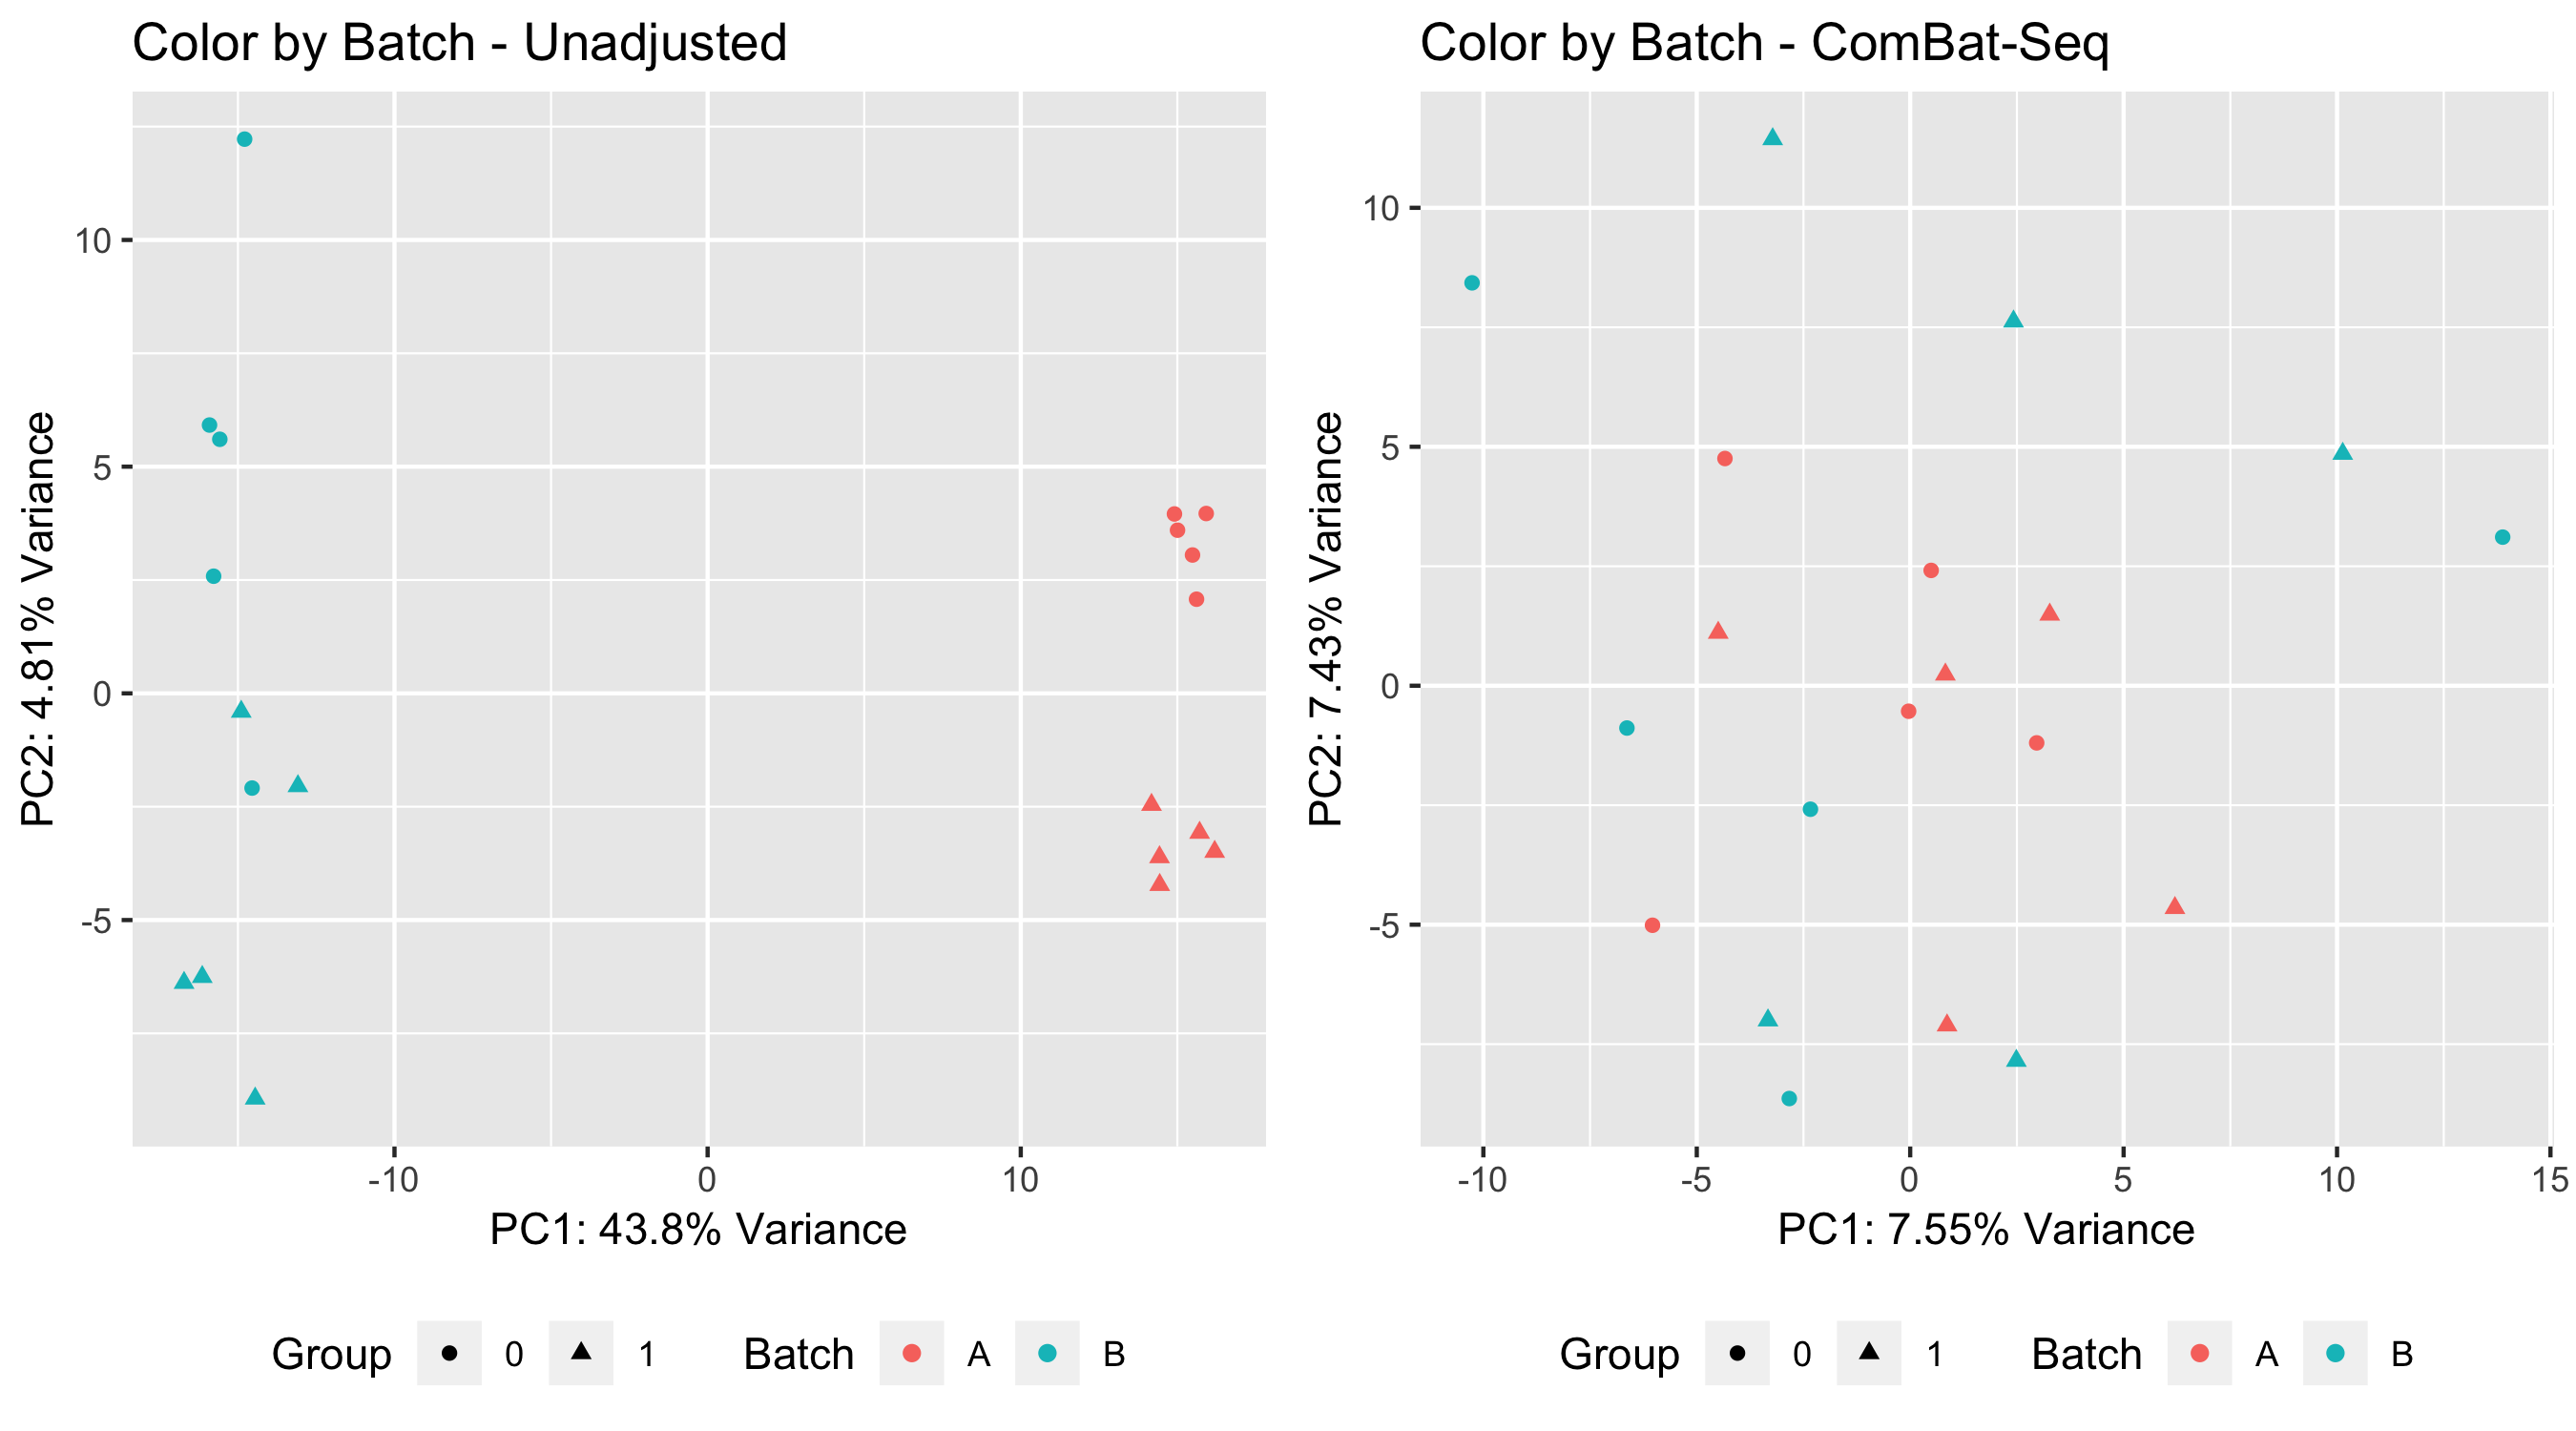 Color by Batch - Unadjusted
10
5
0
-5
PC2: 4.81% Variance
-10 0 10
PC1: 43.8% Variance
Group 0 1 Batch A B
Color by Batch - ComBat-Seq
10
5
0
-5
PC2: 7.43% Variance
-10 -5 0 5 10 15
PC1: 7.55% Variance
Group 0 1 Batch A B